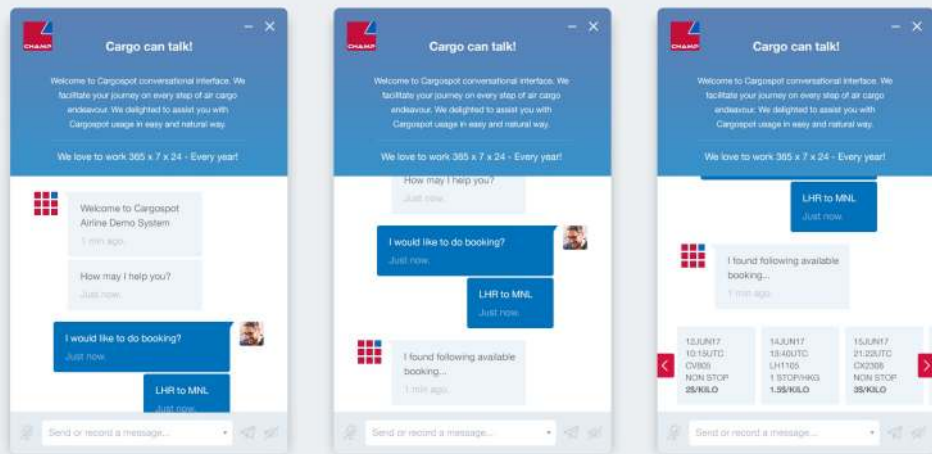 CHAMP
Cargo can talk!
Welcome to Cargospot conversational interface. We
facilitate your journey on every step of air cargo
endeavour. We delighted to assist you with
Cargospot usage in easy and natural way.
We love to work 365 x 7 x 24 - Every year!
Welcome to Cargospot
Airline Demo System
1 min ago.
How may I help you?
Just now.
I would like to do booking?
Just now.
LHR to MNL
Just now.
Send or record a message...
CHAMP
Cargo can talk!
Welcome to Cargospot conversational interface. We
facilitate your journey on every step of air cargo
endeavour. We delighted to assist you with
Cargospot usage in easy and natural way.
We love to work 365 x 7 x 24 - Every year!
How may I help you?
Just now.
I would like to do booking?
Just now.
LHR to MNL
Just now.
I found following available
booking...
1 min ago.
Send or record a message...
CHAMP
Cargo can talk!
Welcome to Cargospot conversational interface. We
facilitate your journey on every step of air cargo
endeavour. We delighted to assist you with
Cargospot usage in easy and natural way.
We love to work 365 x 7 x 24 - Every year!
LHR to MNL
Just now.
I found following available
booking...
1 min ago.
12JUN17
10:15UTC
CV805
NON STOP
2$/KILO
14JUN17
13:40UTC
LH1105
1 STOP/HKG
1.5$/KILO
15JUN17
21:22UTC
CX2308
NON STOP
3$/KILO
Send or record a message...